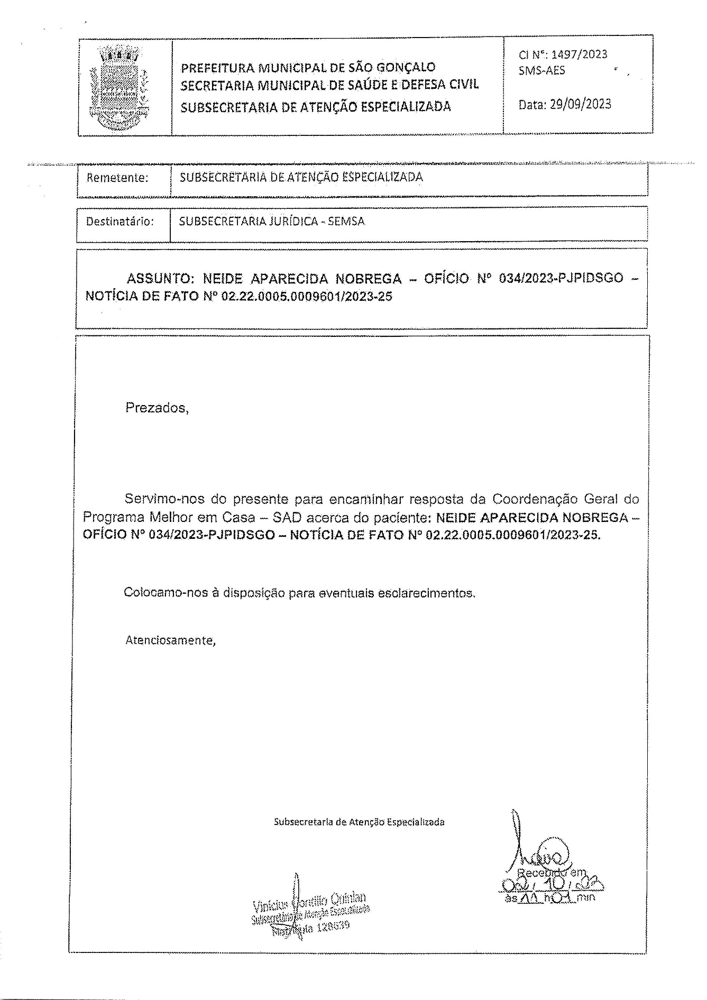 PREFEITURA MUNICIPAL DE SÃO GONÇALO
SECRETARIA MUNICIPAL DE SAÚDE E DEFESA CIVIL
SUBSECRETARIA DE ATENÇÃO ESPECIALIZADA
CI Nº: 1497/2023
SMS-AES
Data: 29/09/2023
Remetente: SUBSECRETARIA DE ATENÇÃO ESPECIALIZADA
Destinatário: SUBSECRETARIA JURÍDICA - SEMSA
ASSUNTO: NEIDE APARECIDA NOBREGA – OFÍCIO Nº 034/2023-PJPIDSGO –
NOTÍCIA DE FATO Nº 02.22.0005.0009601/2023-25
Prezados,
Servimo-nos do presente para encaminhar resposta da Coordenação Geral do
Programa Melhor em Casa – SAD acerca do paciente: NEIDE APARECIDA NOBREGA –
OFÍCIO Nº 034/2023-PJPIDSGO – NOTÍCIA DE FATO Nº 02.22.0005.0009601/2023-25.
Colocamo-nos à disposição para eventuais esclarecimentos.
Atenciosamente,
Subsecretaria de Atenção Especializada
Recebido em
02/10/23
às 11 h 01 min
Vinicius
Subsecretário de Atenção Especializada
Matrícula 128639